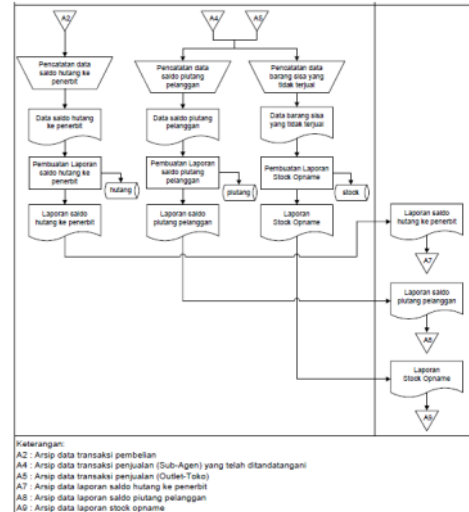 A2
A4
A5
Pencatatan data
saldo hutang ke
penerbit
Pencatatan data
saldo piutang
pelanggan
Pencatatan data
barang sisa yang
tidak terjual
Data saldo hutang
ke penerbit
Data saldo piutang
pelanggan
Data barang sisa
yang tidak terjual
Pembuatan Laporan
saldo hutang ke
penerbit
hutang
Pembuatan Laporan
saldo piutang
pelanggan
piutang
Pembuatan Laporan
Stock Opname
stock
Laporan saldo
hutang ke penerbit
Laporan saldo
piutang pelanggan
Laporan
Stock Opname
Laporan saldo
hutang ke penerbit
A7
Laporan saldo
piutang pelanggan
A8
Laporan
Stock Opname
A9
Keterangan:
A2 : Arsip data transaksi pembelian
A4 : Arsip data transaksi penjualan (Sub-Agen) yang telah ditandatangani
A5 : Arsip data transaksi penjualan (Outlet-Toko)
A7 : Arsip data laporan saldo hutang ke penerbit
A8 : Arsip data laporan saldo piutang pelanggan
A9 : Arsip data laporan stock opname